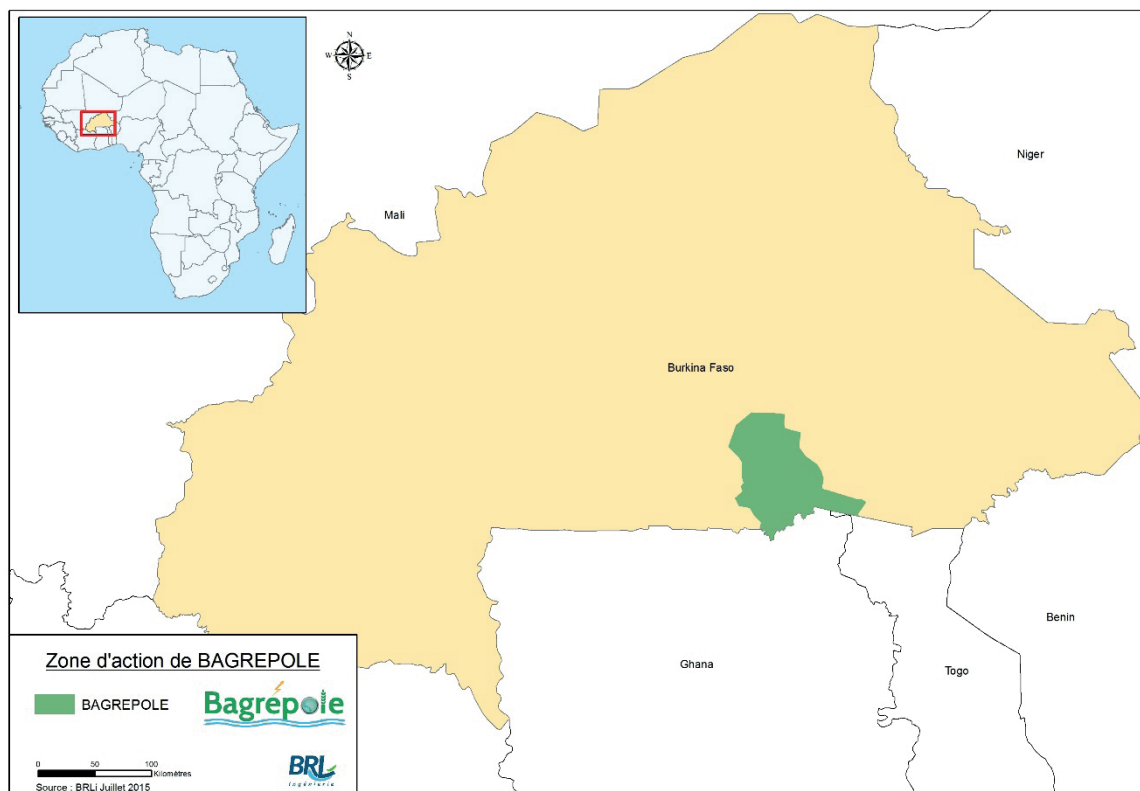 N
W E
S
Niger
Mali
Burkina Faso
Benin
Ghana
Togo
Zone d'action de BAGREPOLE
BAGREPOLE
Bagrépole
0 50 100
Kilomètres
BRL
Ingénierie
Source : BRLi Juillet 2015